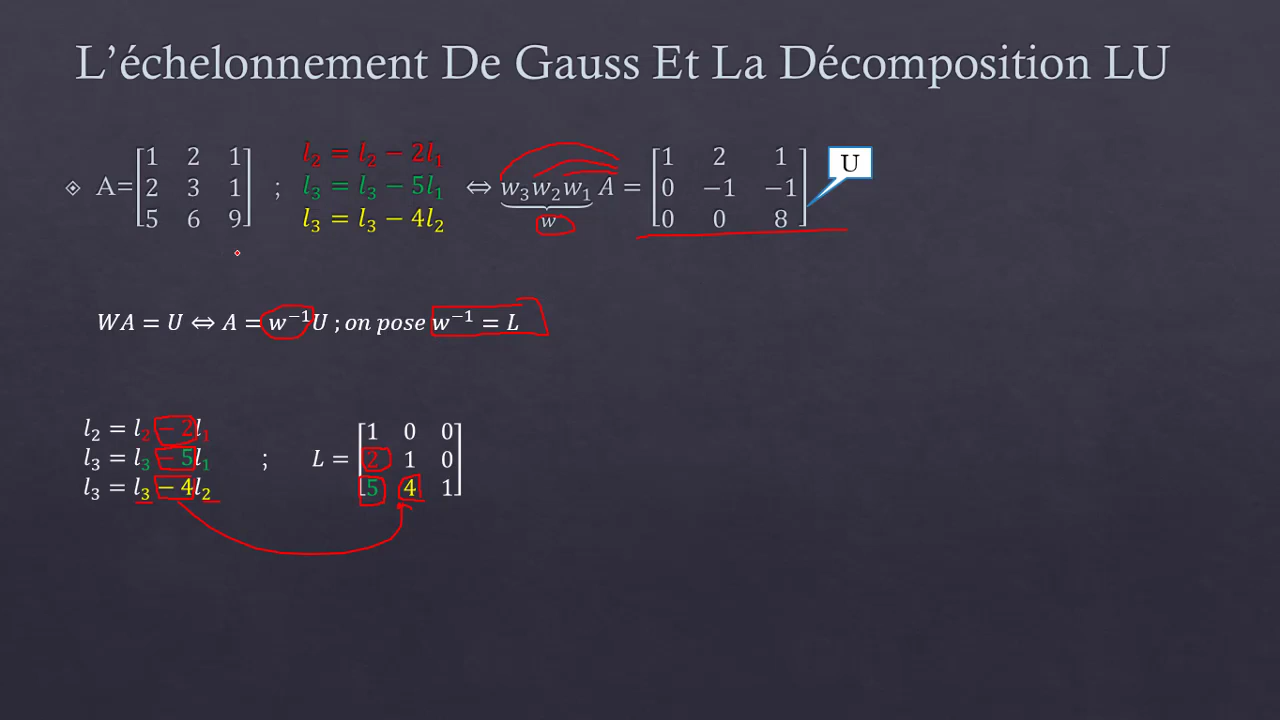 L'échelonnement De Gauss Et La Décomposition LU
A= [1 2 1; 2 3 1; 5 6 9] ; l₂ = l₂ − 2l₁ l₃ = l₃ − 5l₁ l₃ = l₃ − 4l₂ ⇔ w₃w₂w₁ A = [1 2 1; 0 −1 −1; 0 0 8] U
w
WA = U ⇔ A = w⁻¹U ; on pose w⁻¹ = L
l₂ = l₂ − 2l₁
l₃ = l₃ − 5l₁ ; L = [1 0 0; 2 1 0; 5 4 1]
l₃ = l₃ − 4l₂